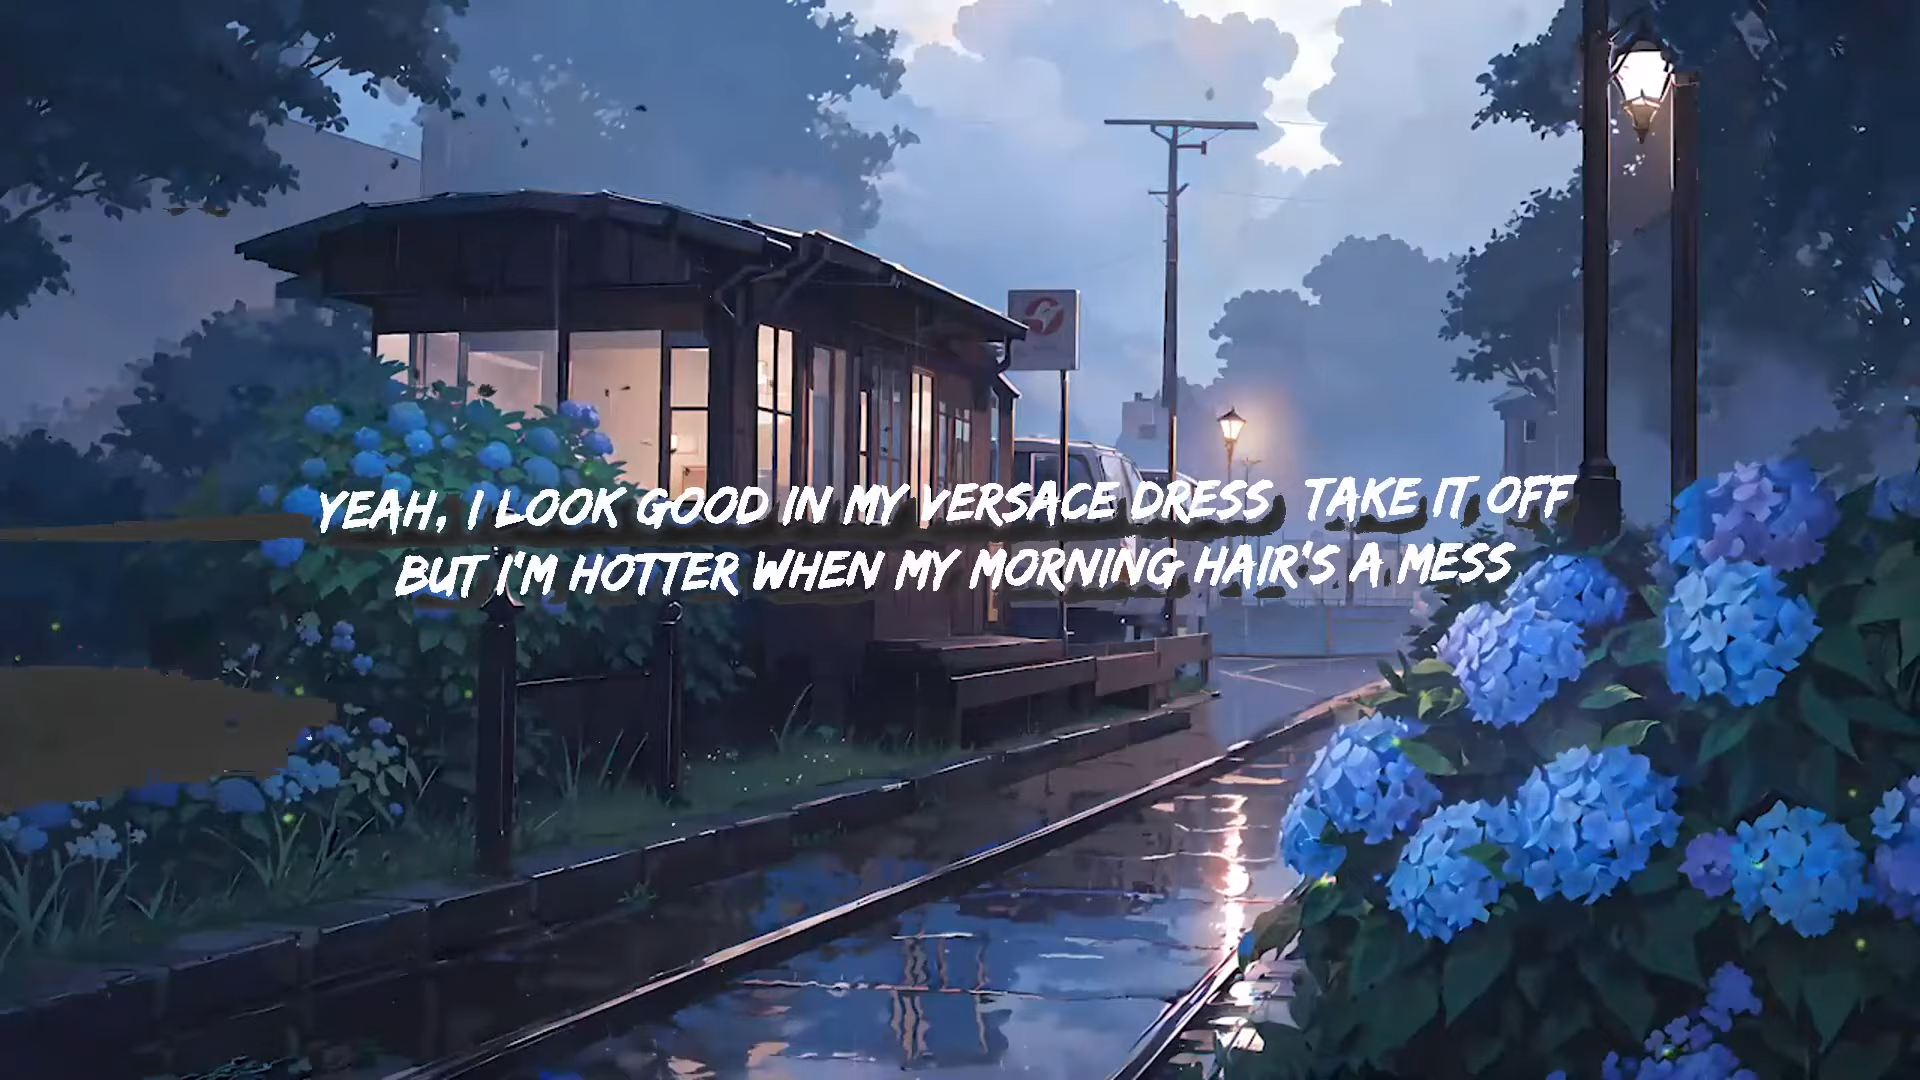 YEAH, I LOOK GOOD IN MY VERSACE DRESS TAKE IT OFF
BUT I'M HOTTER WHEN MY MORNING HAIR'S A MESS